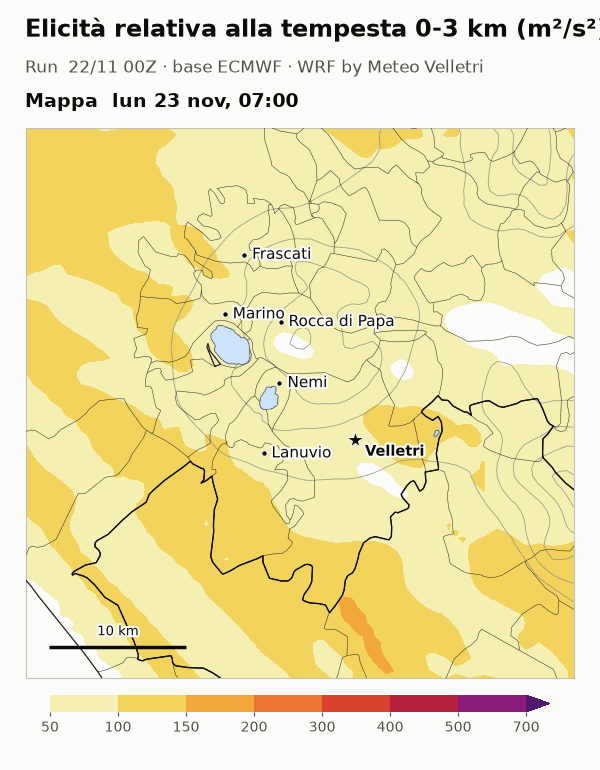 Elicità relativa alla tempesta 0-3 km (m²/s²)
Run  22/11 00Z · base ECMWF · WRF by Meteo Velletri
Mappa  lun 23 nov, 07:00
Frascati
Marino
Rocca di Papa
Nemi
Velletri
Lanuvio
10 km
50 100 150 200 300 400 500 700